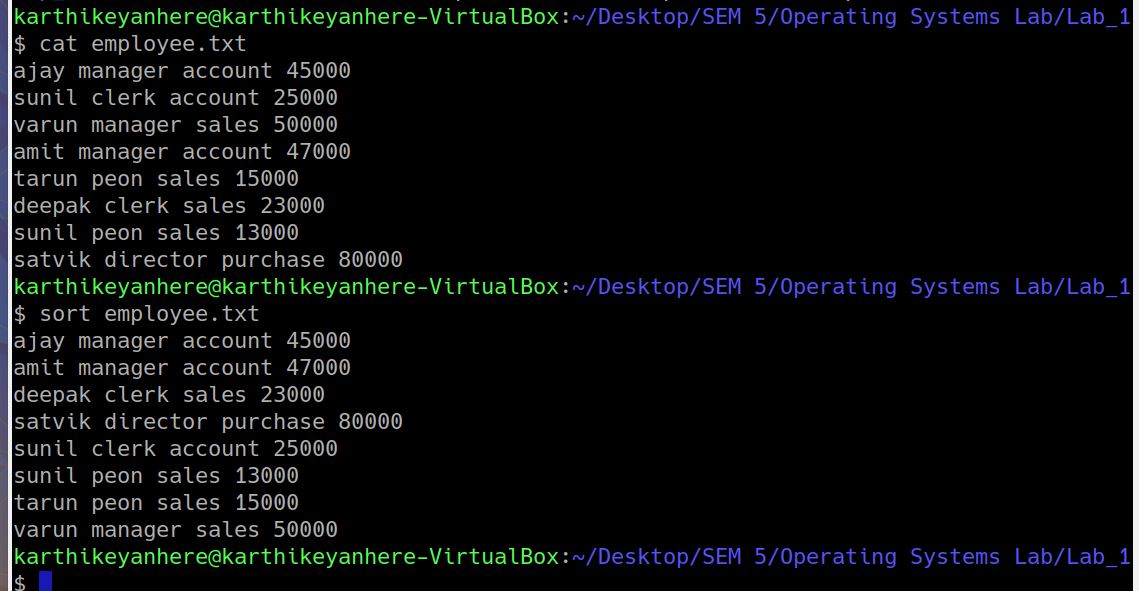 karthikeyanhere@karthikeyanhere-VirtualBox:~/Desktop/SEM 5/Operating Systems Lab/Lab_1
$ cat employee.txt
ajay manager account 45000
sunil clerk account 25000
varun manager sales 50000
amit manager account 47000
tarun peon sales 15000
deepak clerk sales 23000
sunil peon sales 13000
satvik director purchase 80000
karthikeyanhere@karthikeyanhere-VirtualBox:~/Desktop/SEM 5/Operating Systems Lab/Lab_1
$ sort employee.txt
ajay manager account 45000
amit manager account 47000
deepak clerk sales 23000
satvik director purchase 80000
sunil clerk account 25000
sunil peon sales 13000
tarun peon sales 15000
varun manager sales 50000
karthikeyanhere@karthikeyanhere-VirtualBox:~/Desktop/SEM 5/Operating Systems Lab/Lab_1
$